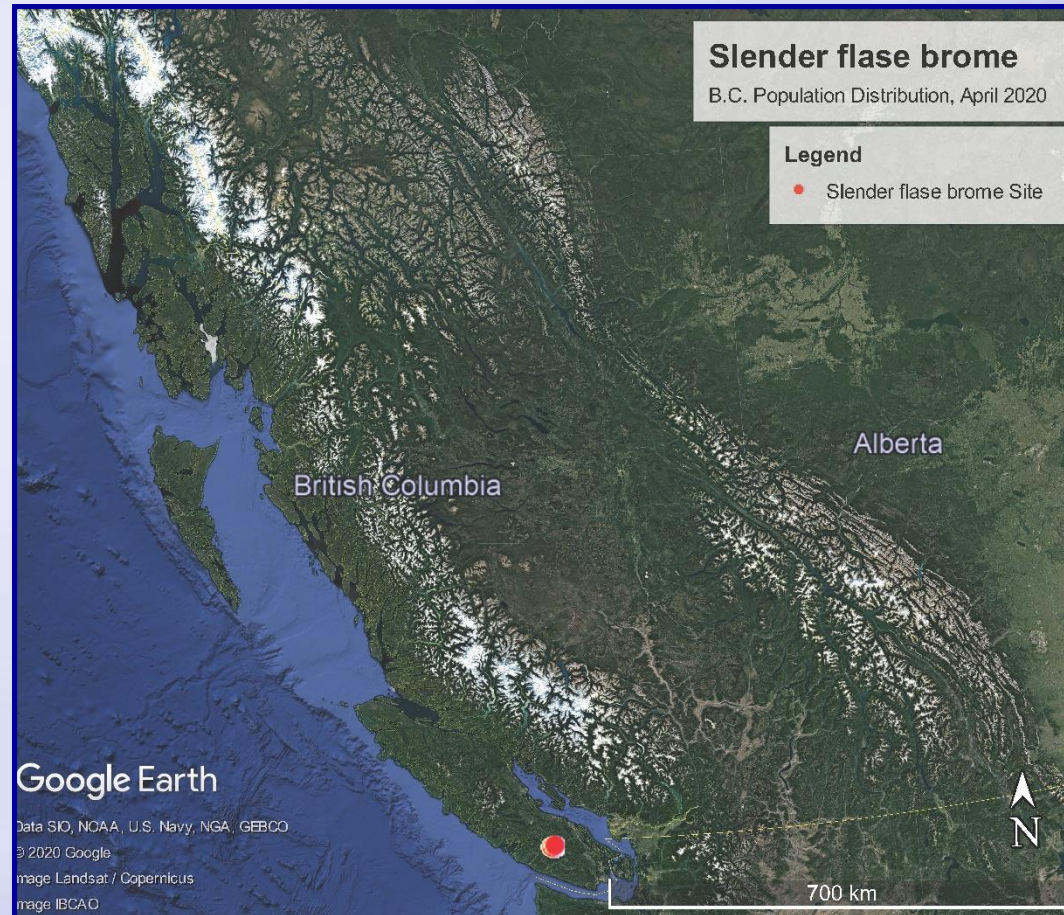 Slender flase brome
B.C. Population Distribution, April 2020
Legend
Slender flase brome Site
Alberta
British Columbia
Google Earth
Data SIO, NOAA, U.S. Navy, NGA, GEBCO
© 2020 Google
mage Landsat / Copernicus
mage IBCAO
N
700 km